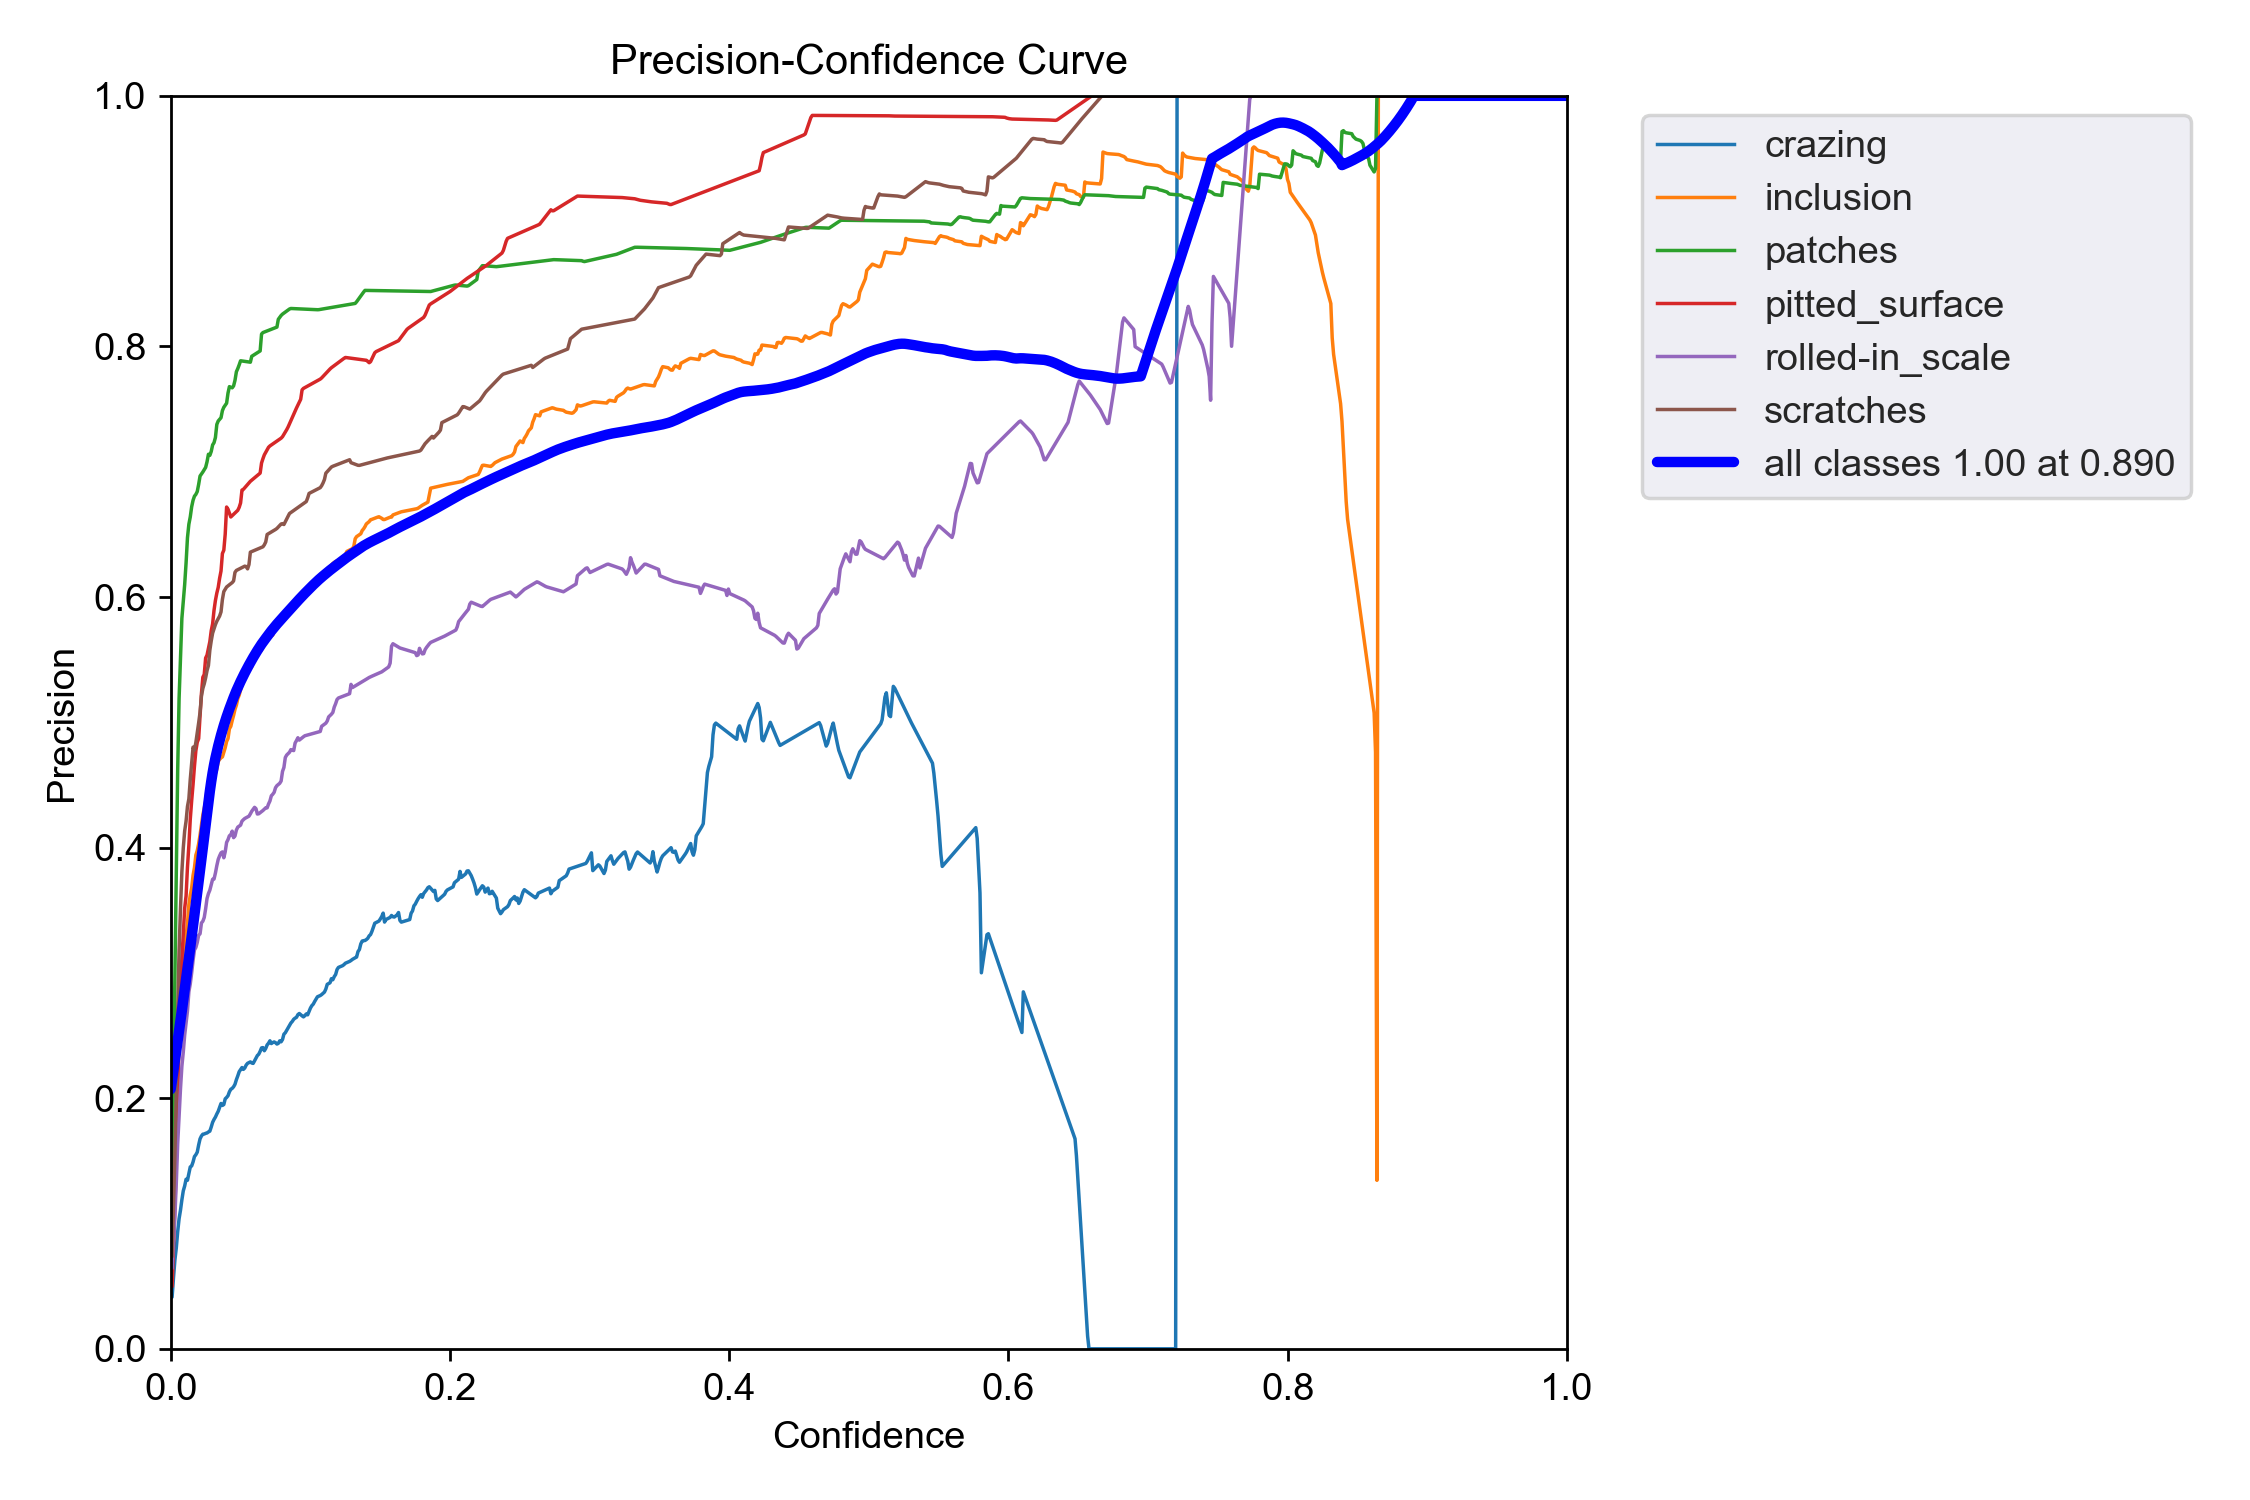 Precision-Confidence Curve
1.0
0.8
0.6
0.4
0.2
0.0
Precision
0.0 0.2 0.4 0.6 0.8 1.0
Confidence
crazing
inclusion
patches
pitted_surface
rolled-in_scale
scratches
all classes 1.00 at 0.890